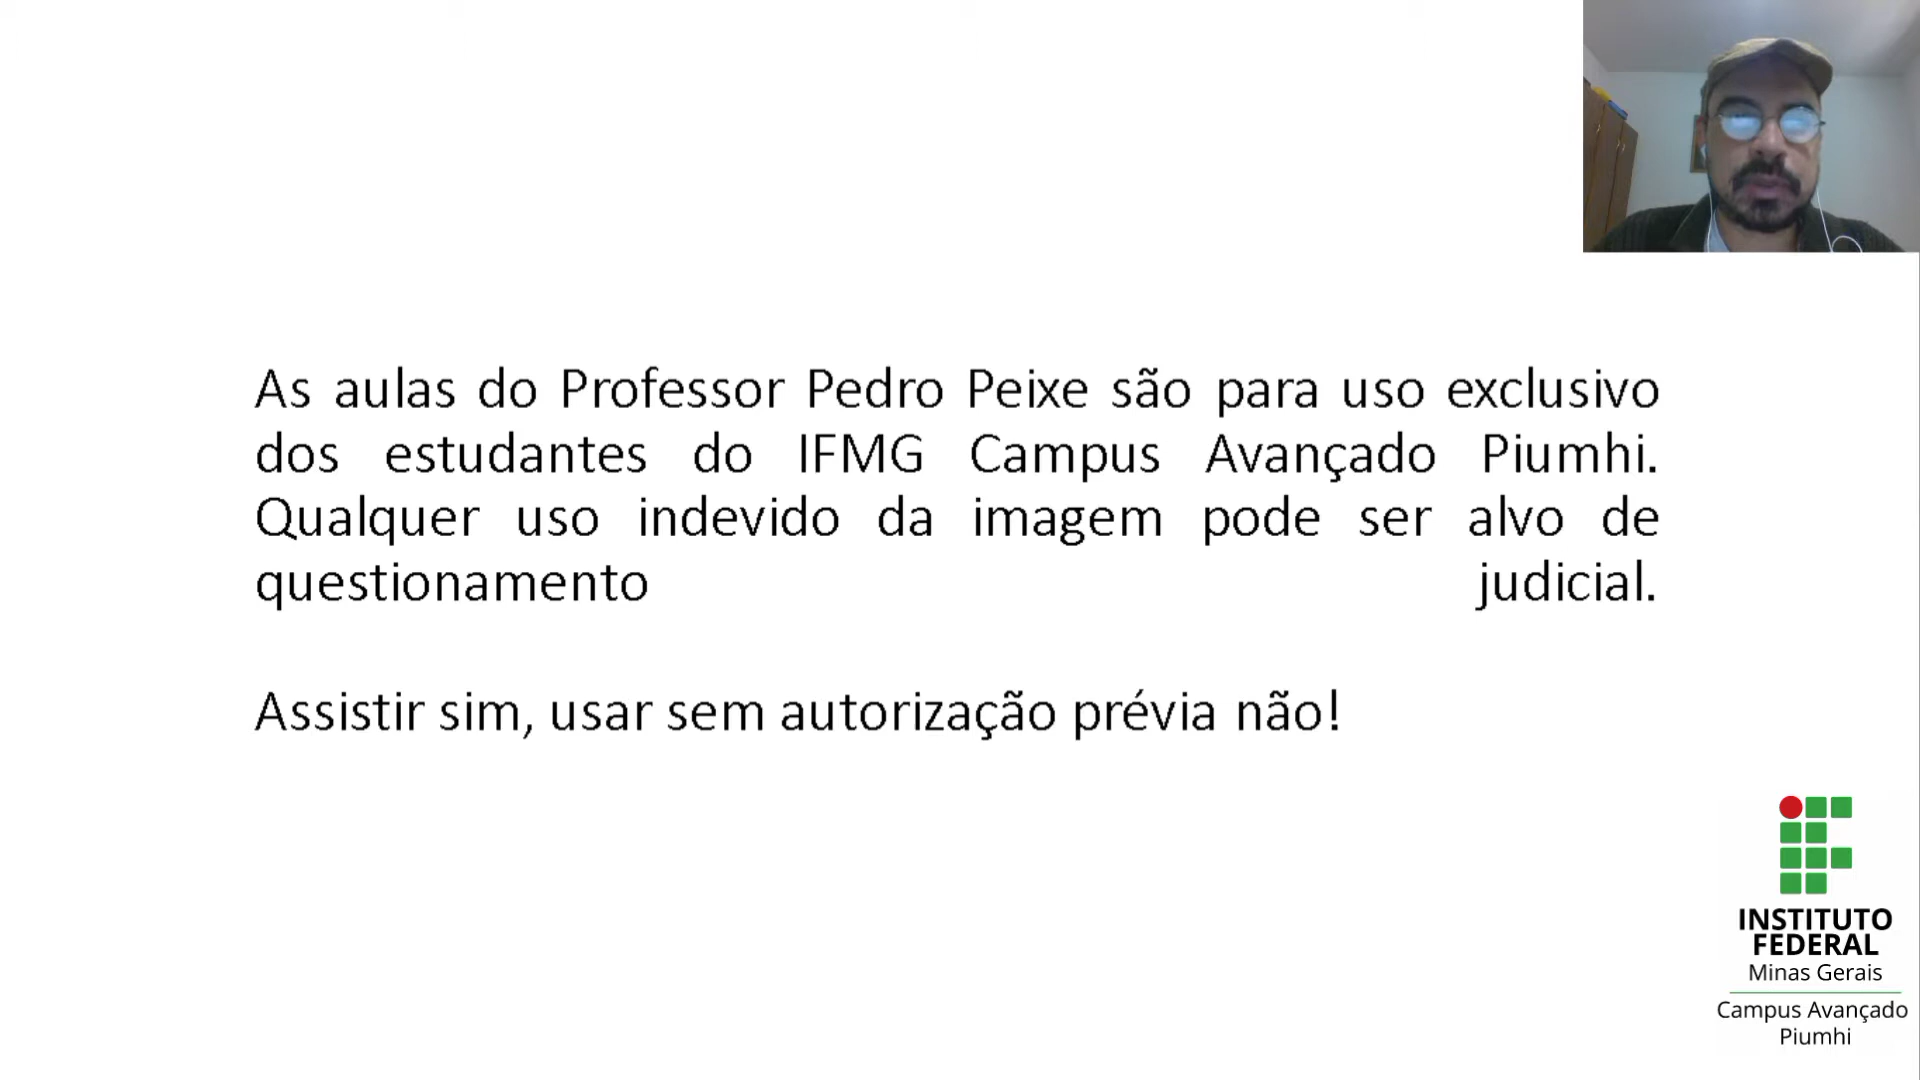 As aulas do Professor Pedro Peixe são para uso exclusivo
dos estudantes do IFMG Campus Avançado Piumhi.
Qualquer uso indevido da imagem pode ser alvo de
questionamento judicial.
Assistir sim, usar sem autorização prévia não!
INSTITUTO
FEDERAL
Minas Gerais
Campus Avançado
Piumhi